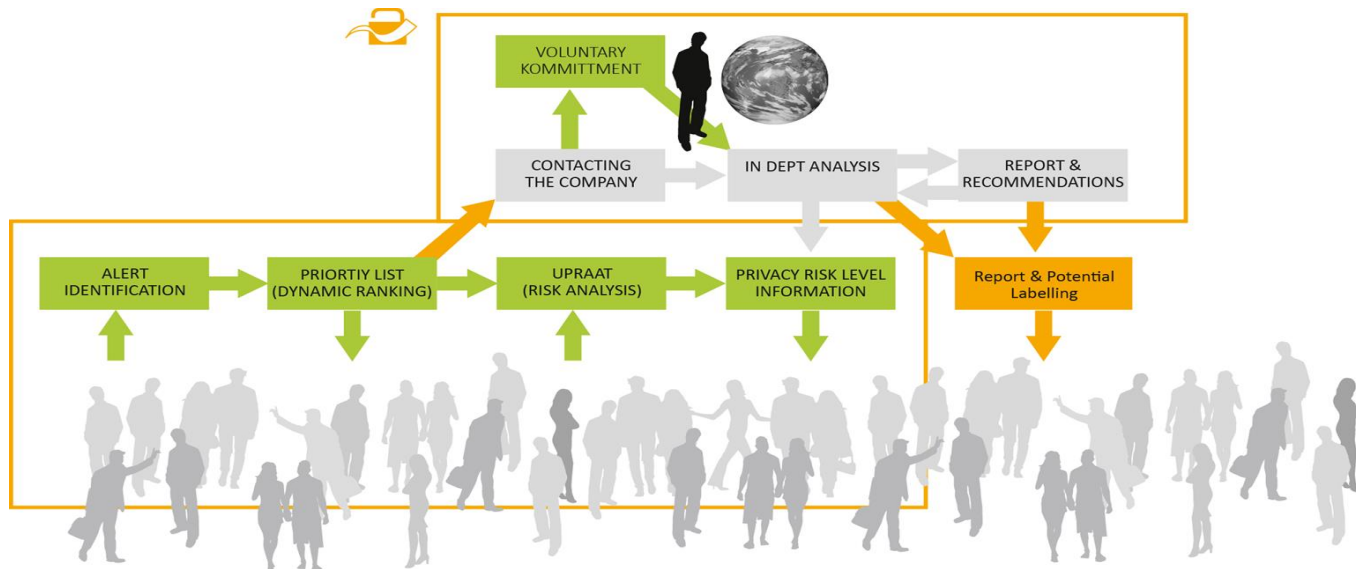 VOLUNTARY
KOMMITTMENT
CONTACTING
THE COMPANY
IN DEPT ANALYSIS
REPORT &
RECOMMENDATIONS
ALERT
IDENTIFICATION
PRIORTIY LIST
(DYNAMIC RANKING)
UPRAAT
(RISK ANALYSIS)
PRIVACY RISK LEVEL
INFORMATION
Report & Potential
Labelling